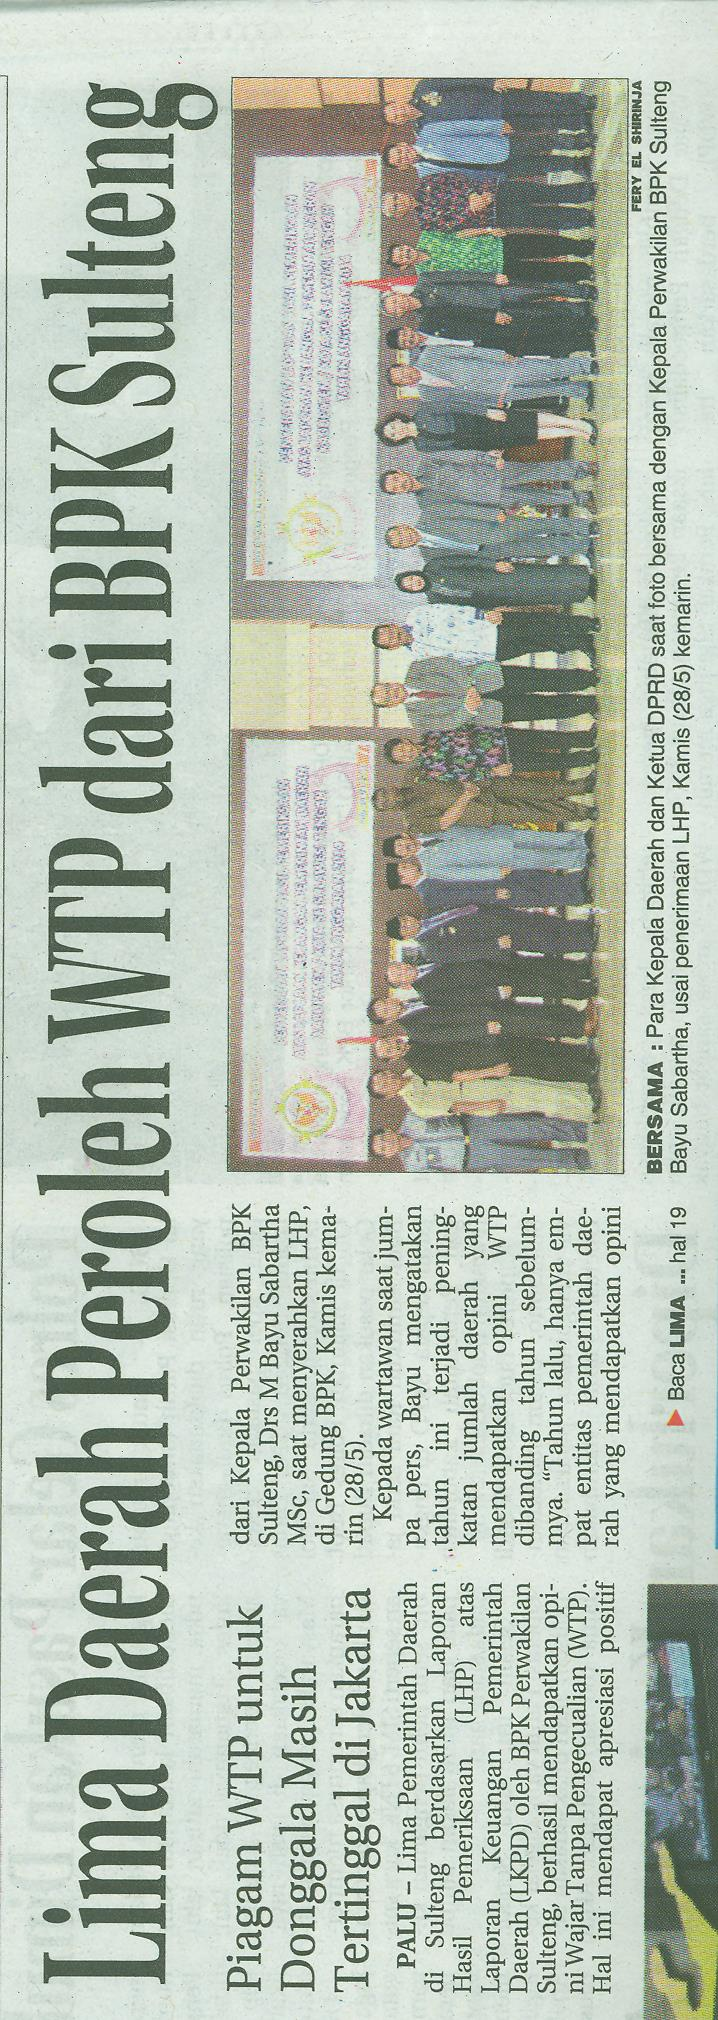 Lima Daerah Peroleh WTP dari BPK Sulteng
Piagam WTP untuk
Donggala Masih
Tertinggal di Jakarta
PALU – Lima Pemerintah Daerah
di Sulteng berdasarkan Laporan
Hasil Pemeriksaan (LHP) atas
Laporan Keuangan Pemerintah
Daerah (LKPD) oleh BPK Perwakilan
Sulteng, berhasil mendapatkan opi-
ni Wajar Tanpa Pengecualian (WTP).
Hal ini mendapat apresiasi positif
dari Kepala Perwakilan BPK
Sulteng, Drs M Bayu Sabartha
MSc, saat menyerahkan LHP,
di Gedung BPK, Kamis kema-
rin (28/5).
Kepada wartawan saat jum-
pa pers, Bayu mengatakan
tahun ini terjadi pening-
katan jumlah daerah yang
mendapatkan opini WTP
dibanding tahun sebelum-
mya. “Tahun lalu, hanya em-
pat entitas pemerintah dae-
rah yang mendapatkan opini
Baca LIMA ... hal 19
FERY EL SHIRINJA
BERSAMA : Para Kepala Daerah dan Ketua DPRD saat foto bersama dengan Kepala Perwakilan BPK Sulteng
Bayu Sabartha, usai penerimaan LHP, Kamis (28/5) kemarin.